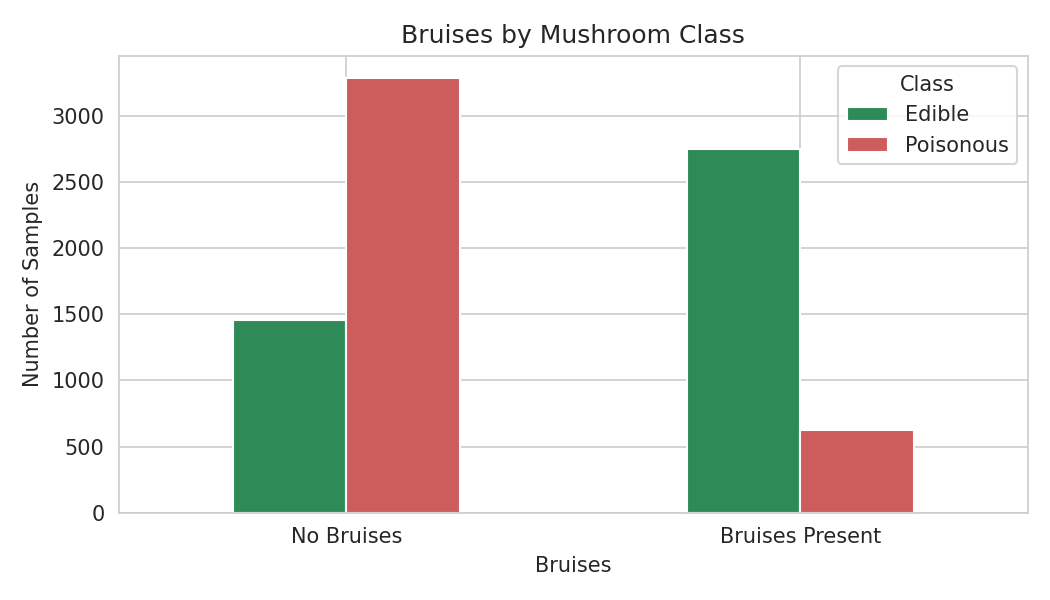 Bruises by Mushroom Class
Class
Edible
Poisonous
Number of Samples
3000
2500
2000
1500
1000
500
0
No Bruises
Bruises Present
Bruises